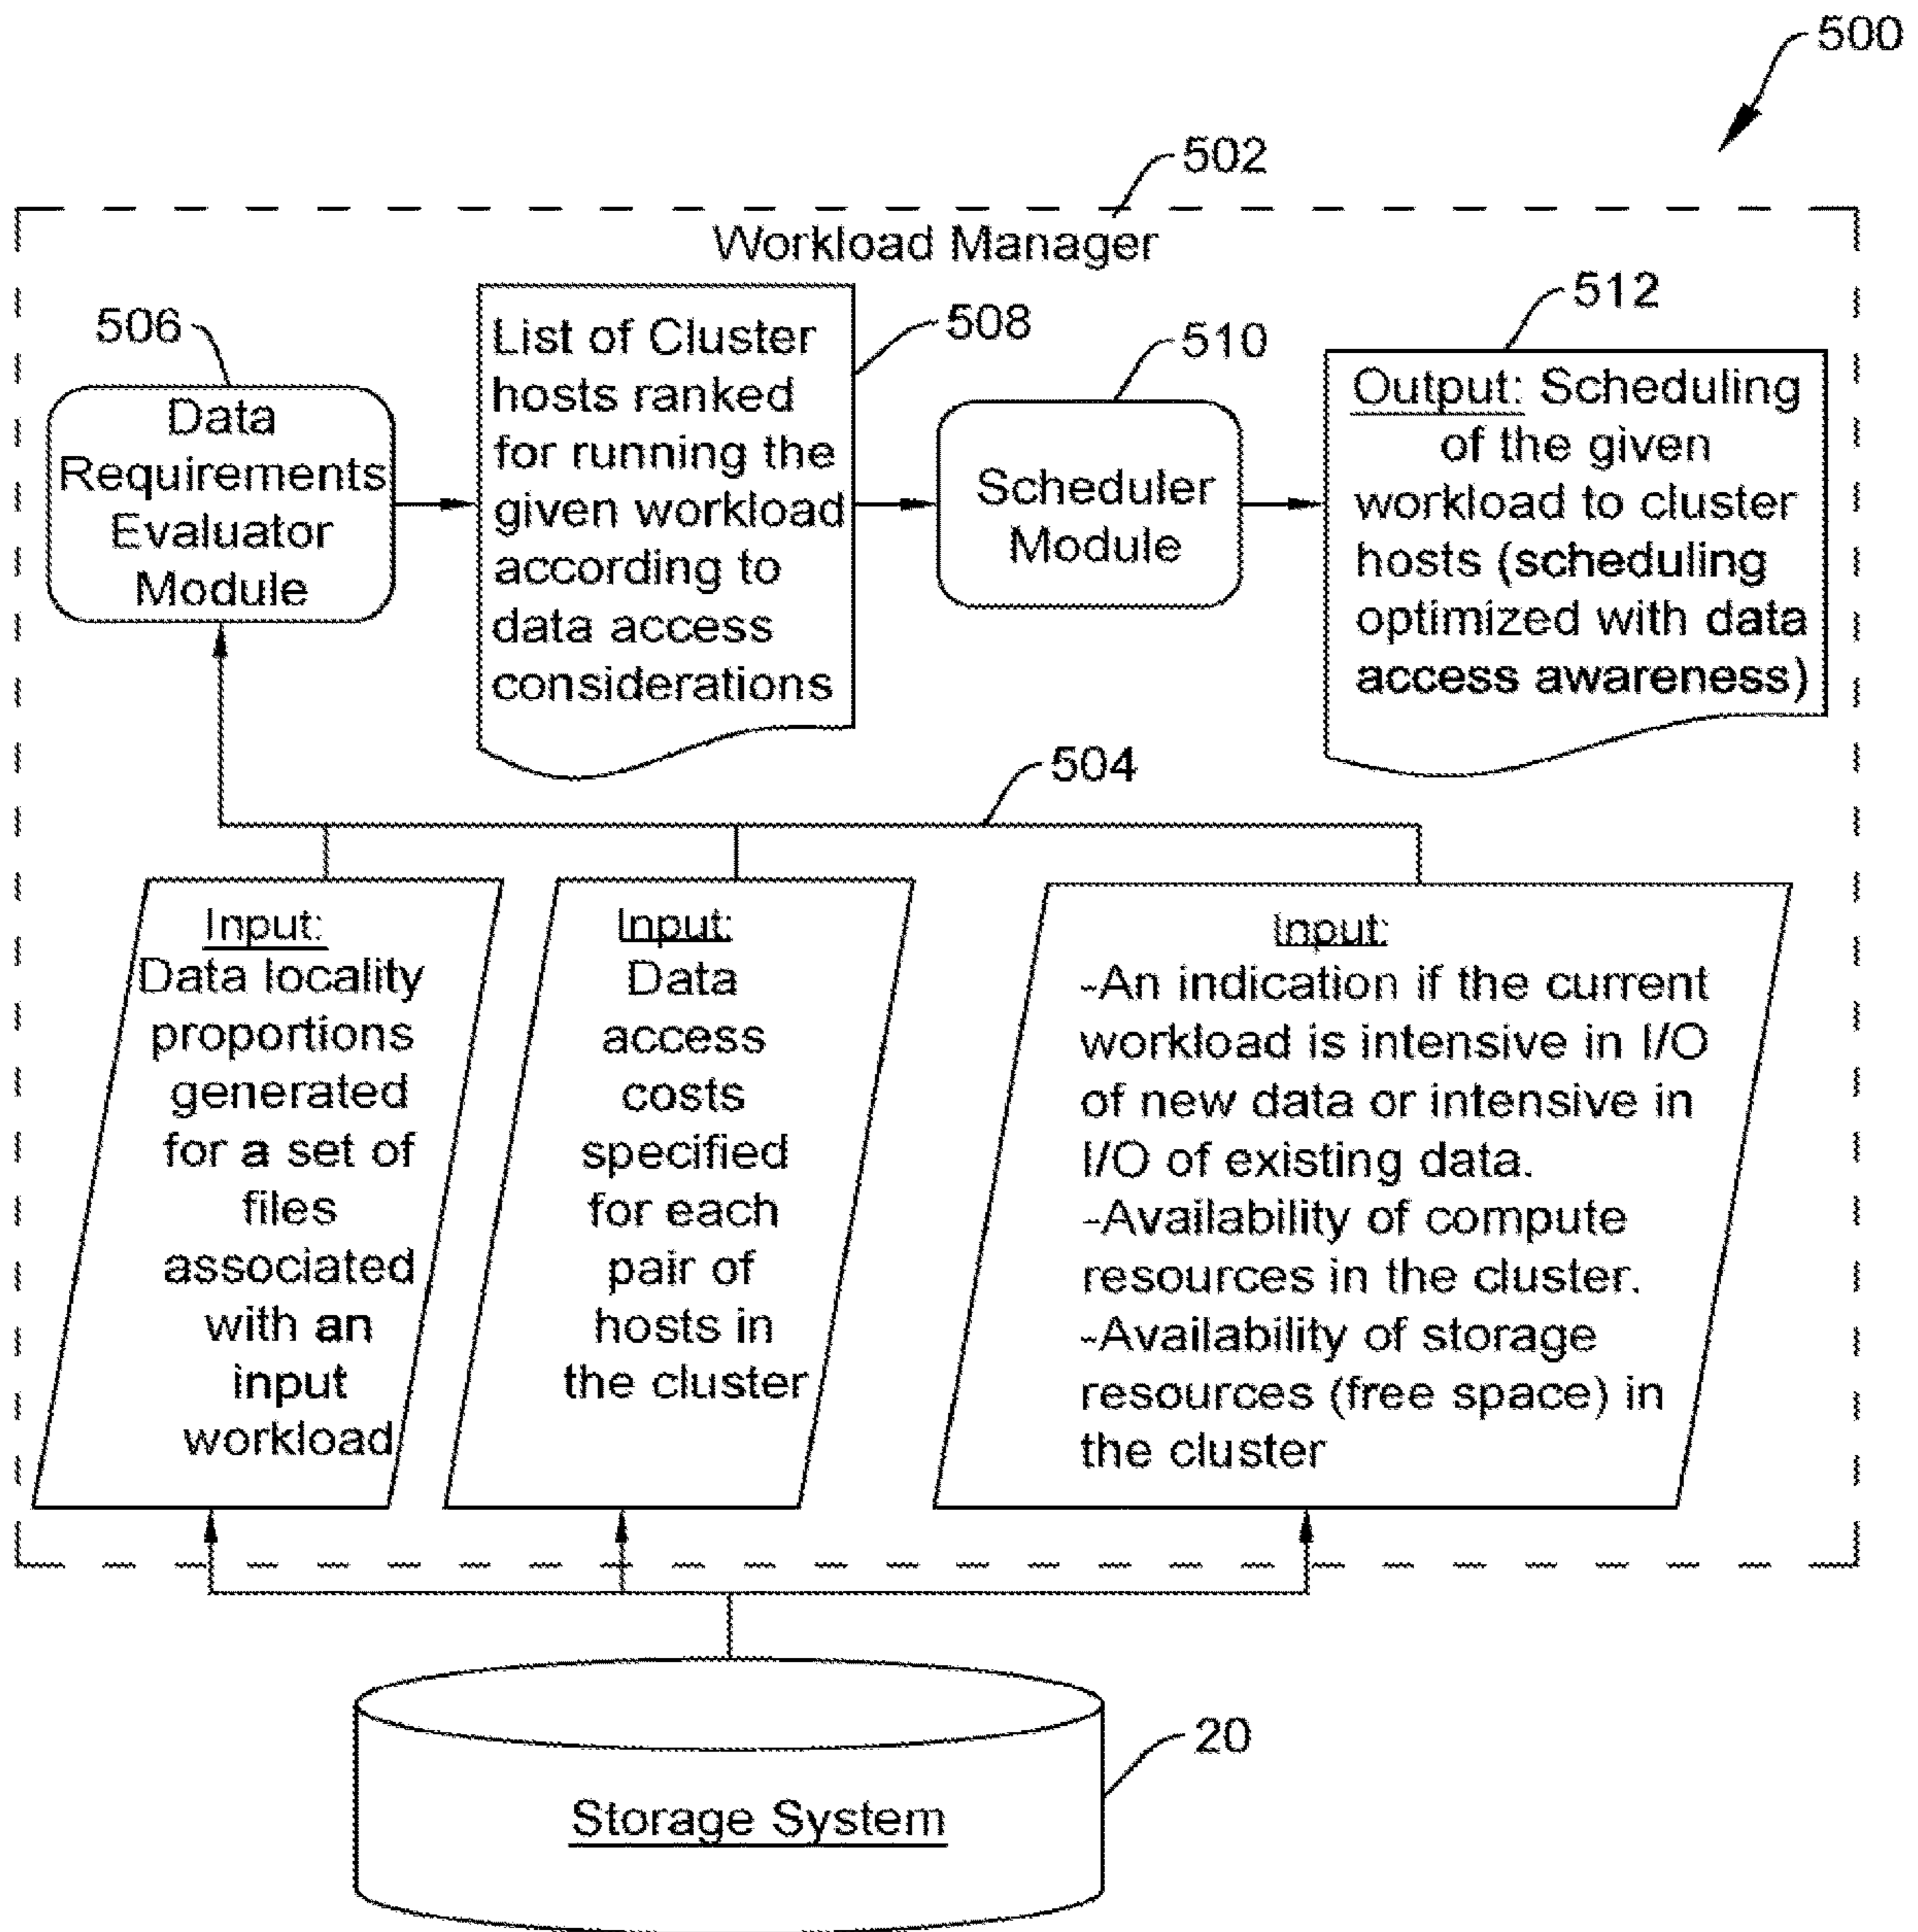 500
502
Workload Manager
506
Data
Requirements
Evaluator
Module
List of Cluster
hosts ranked
for running the
given workload
according to
data access
considerations
508
510
Scheduler
Module
512
Output: Scheduling
of the given
workload to cluster
hosts (scheduling
optimized with data
access awareness)
504
Input:
Data locality
proportions
generated
for a set of
files
associated
with an
input
workload
Input:
Data
access
costs
specified
for each
pair of
hosts in
the cluster
Input:
-An indication if the current
workload is intensive in I/O
of new data or intensive in
I/O of existing data.
-Availability of compute
resources in the cluster.
-Availability of storage
resources (free space) in
the cluster
20
Storage System